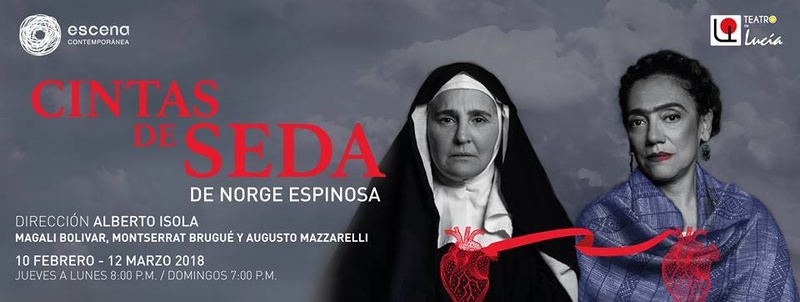 escena
CONTEMPORÁNEA
TEATRO
DE
Lucía
CINTAS
DE SEDA
DE NORGE ESPINOSA
DIRECCIÓN ALBERTO ISOLA
MAGALI BOLIVAR, MONTSERRAT BRUGUÉ Y AUGUSTO MAZZARELLI
10 FEBRERO - 12 MARZO 2018
JUEVES A LUNES 8:00 P.M. / DOMINGOS 7:00 P.M.